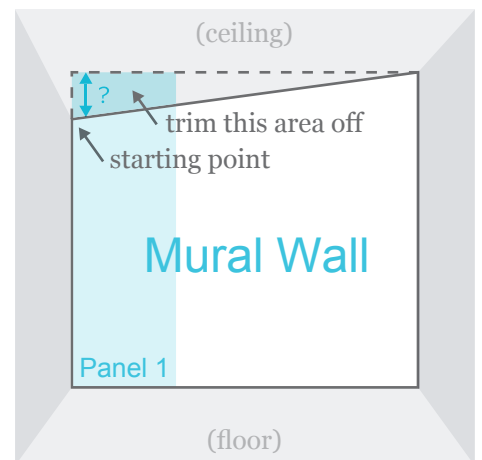 (ceiling)
?
trim this area off
starting point
Mural Wall
Panel 1
(floor)